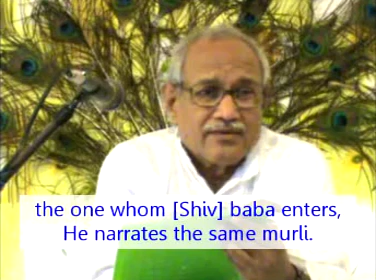 the one whom [Shiv] baba enters,
He narrates the same murli.